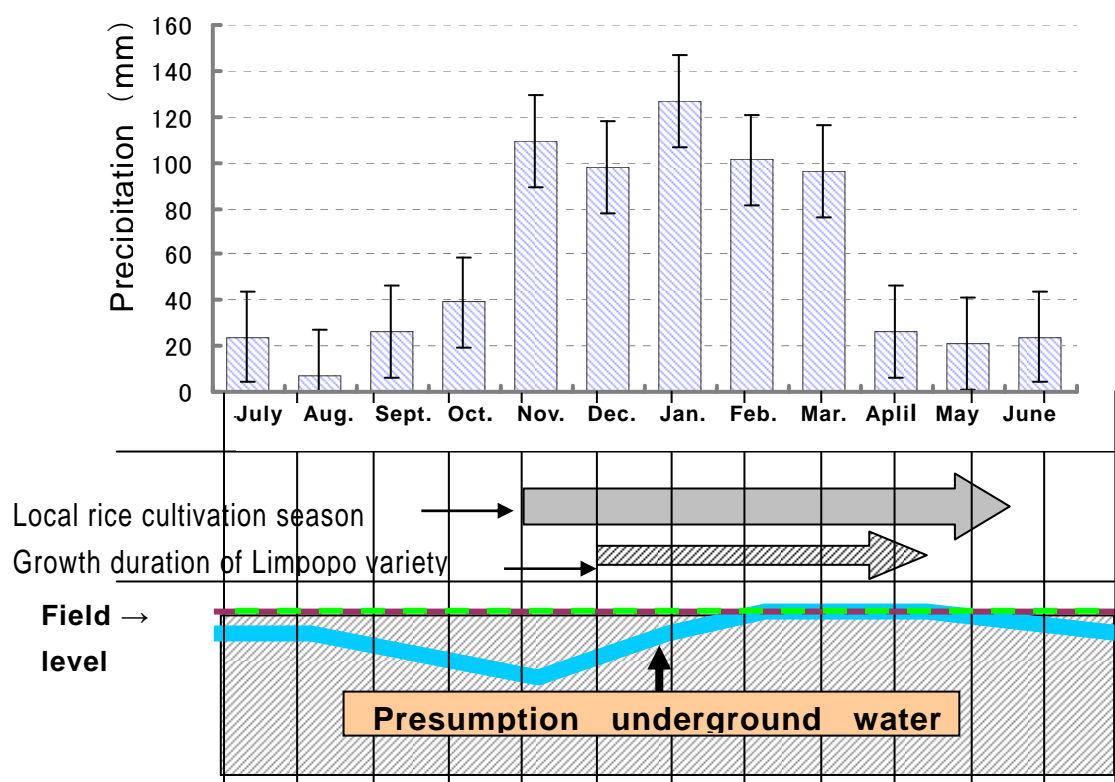 160
140
120
100
80
60
40
20
0
Precipitation (mm)
July Aug. Sept. Oct. Nov. Dec. Jan. Feb. Mar. Aplil May June
Local rice cultivation season
Growth duration of Limpopo variety
Field →
level
Presumption underground water